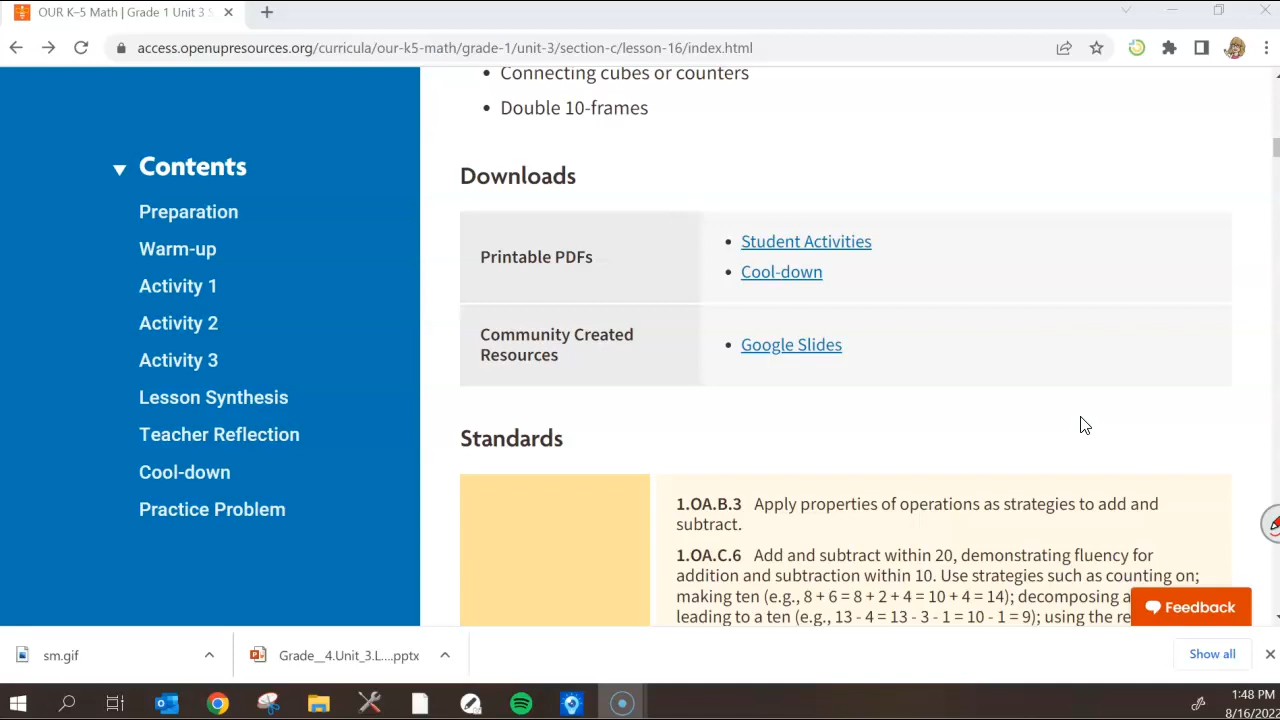 OUR K–5 Math | Grade 1 Unit 3 S
access.openupresources.org/curricula/our-k5-math/grade-1/unit-3/section-c/lesson-16/index.html
Contents
Preparation
Warm-up
Activity 1
Activity 2
Activity 3
Lesson Synthesis
Teacher Reflection
Cool-down
Practice Problem
• Connecting cubes or counters
• Double 10-frames
Downloads
Printable PDFs
• Student Activities
• Cool-down
Community Created
Resources
• Google Slides
Standards
1.OA.B.3 Apply properties of operations as strategies to add and
subtract.
1.OA.C.6 Add and subtract within 20, demonstrating fluency for
addition and subtraction within 10. Use strategies such as counting on;
making ten (e.g., 8 + 6 = 8 + 2 + 4 = 10 + 4 = 14); decomposing a
leading to a ten (e.g., 13 - 4 = 13 - 3 - 1 = 10 - 1 = 9); using the re
Feedback
sm.gif
Grade__4.Unit_3.L....pptx
Show all
1:48 PM
8/16/2022